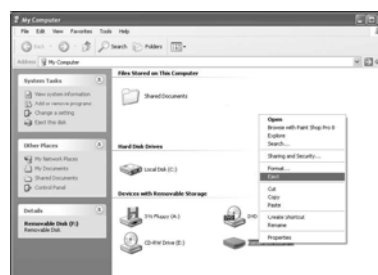 My Computer
File Edit View Favorites Tools Help
Search Folders
Address My Computer
System Tasks
View system information
Add or remove programs
Change a setting
Eject this disk
Other Places
My Network Places
My Documents
Shared Documents
Control Panel
Details
Removable Disk (F:)
Removable Disk
Files Stored on This Computer
Shared Documents
Hard Disk Drives
Local Disk (C:)
Devices with Removable Storage
3½ Floppy (A:)
DVD
CD-RW Drive (E:)
Open
Browse with Paint Shop Pro 8
Explore
Search...
Sharing and Security...
Format...
Eject
Cut
Copy
Paste
Create Shortcut
Rename
Properties